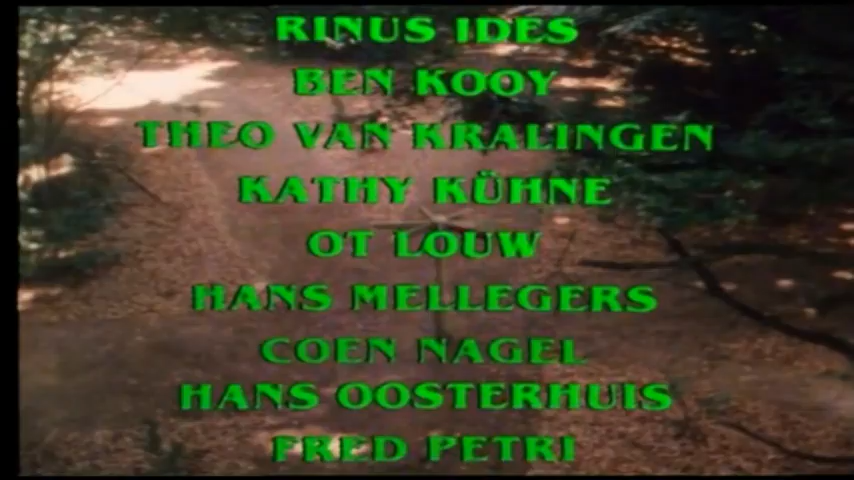 RINUS IDES
BEN KOOY
THEO VAN KRALINGEN
KATHY KÜHNE
OT LOUW
HANS MELLEGERS
COEN NAGEL
HANS OOSTERHUIS
FRED PETRI